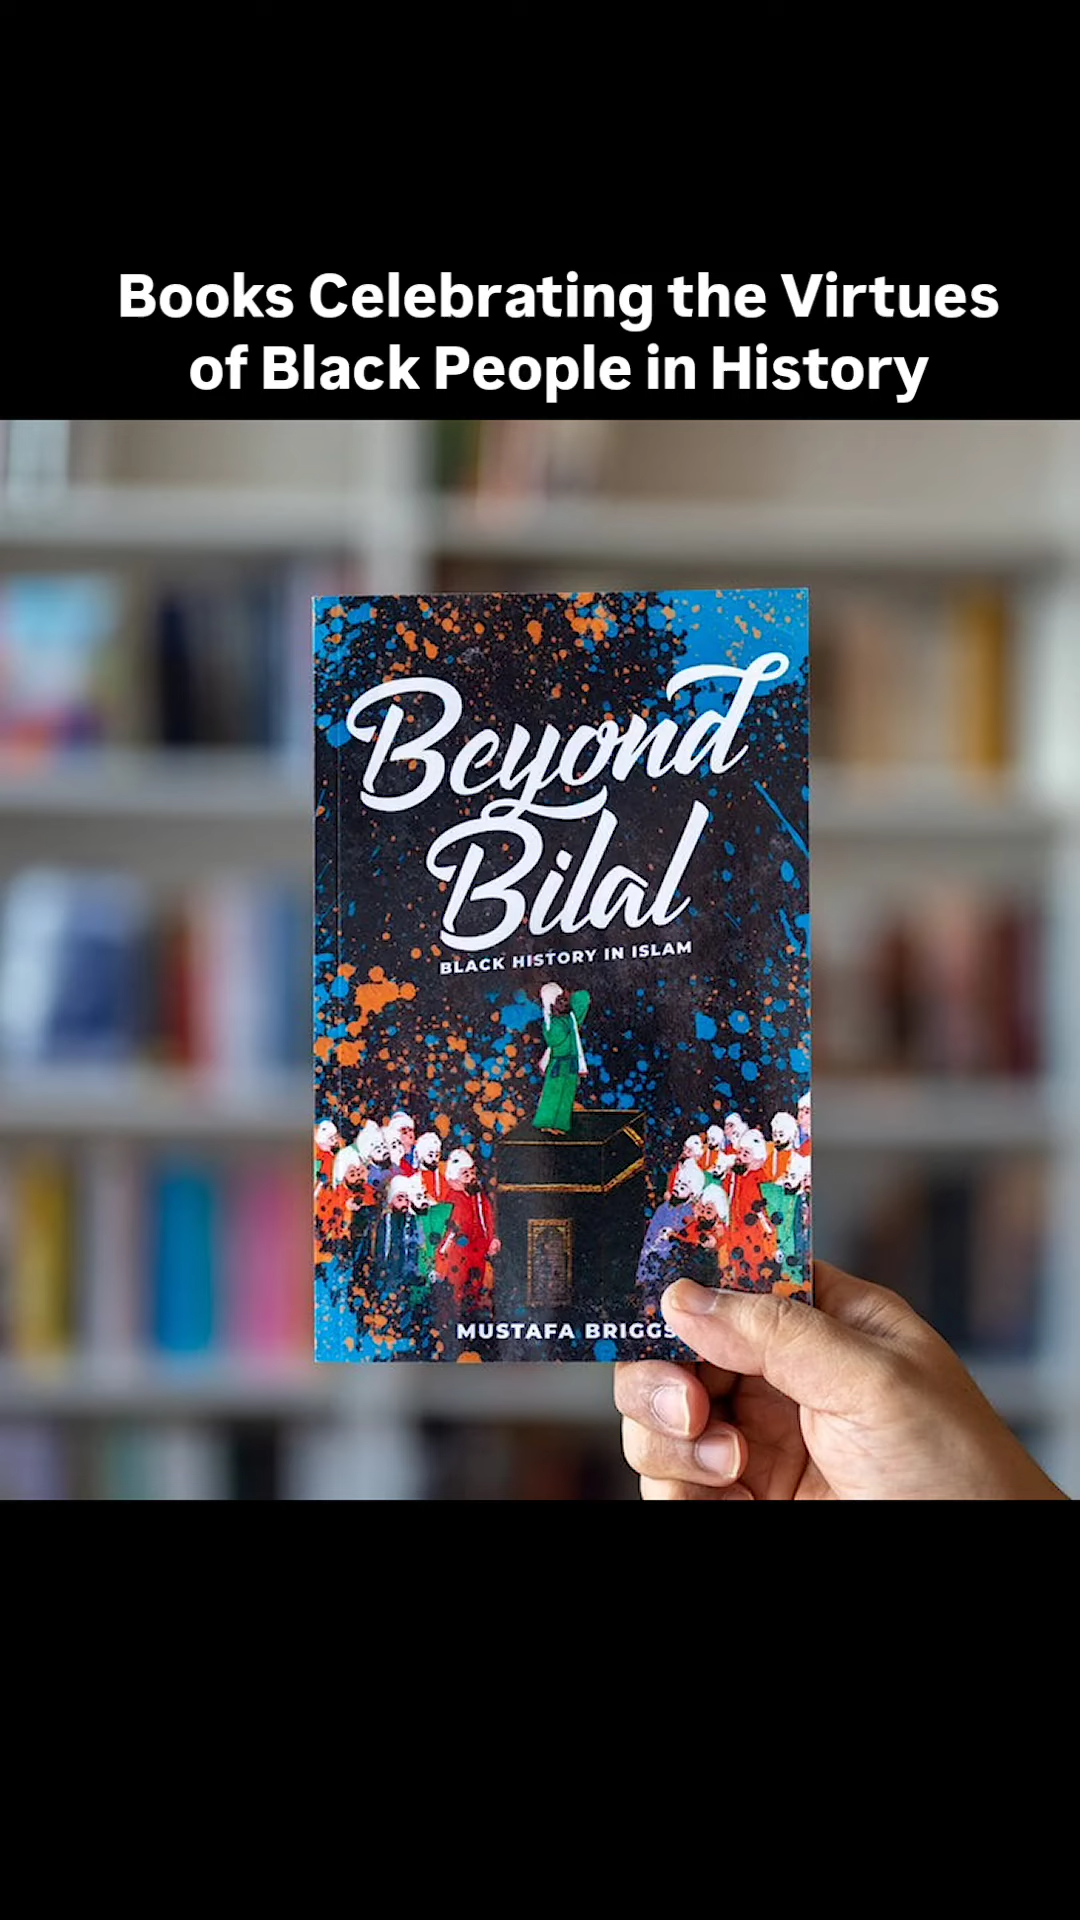 Books Celebrating the Virtues
of Black People in History
Beyond
Bilal
BLACK HISTORY IN ISLAM
MUSTAFA BRIGGS